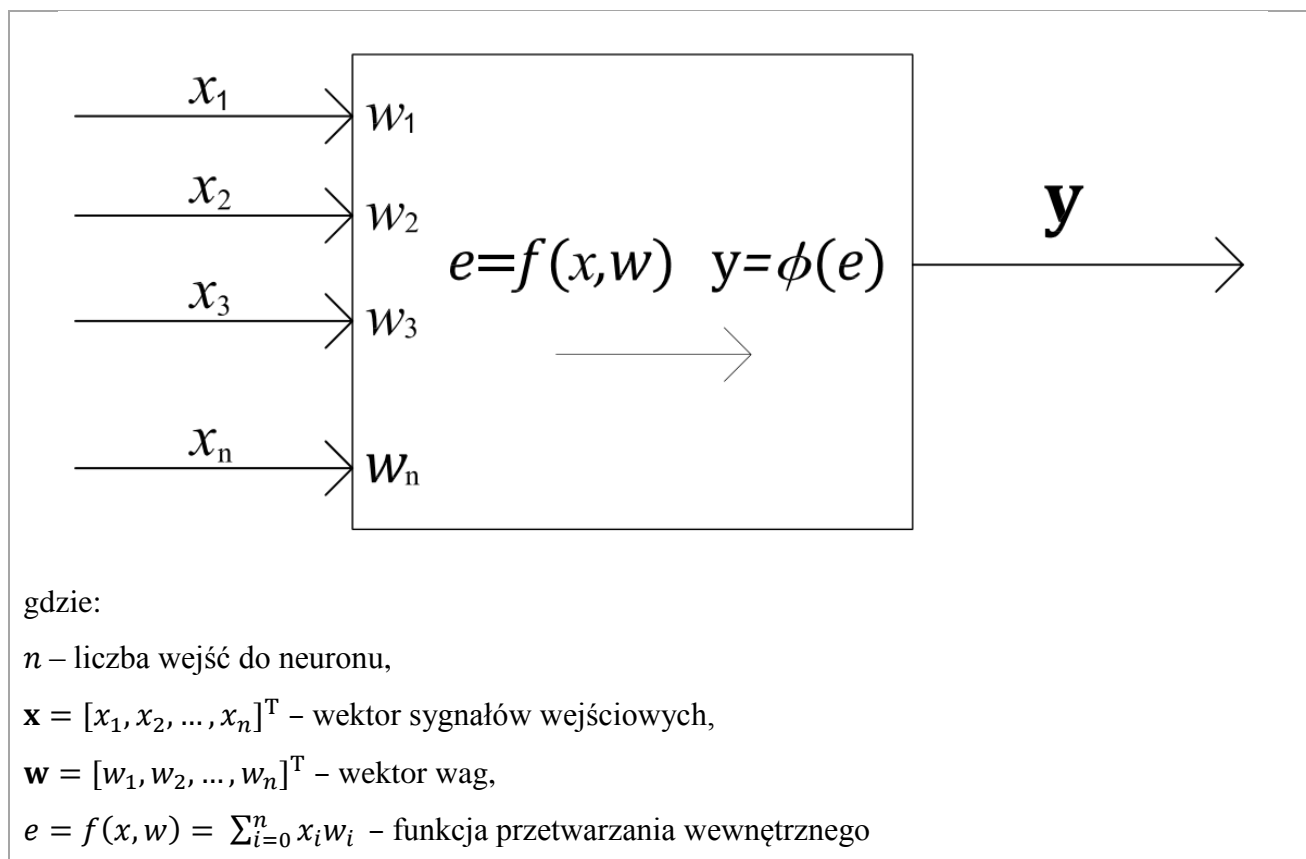 x₁ w₁
x₂ w₂
y
e=f(x,w) y=ϕ(e)
x₃ w₃
xₙ wₙ
gdzie:
n – liczba wejść do neuronu,
x = [x₁, x₂, … , xₙ]ᵀ – wektor sygnałów wejściowych,
w = [w₁, w₂, … , wₙ]ᵀ – wektor wag,
e = f(x, w) = ∑ⁿᵢ₌₀ xᵢwᵢ – funkcja przetwarzania wewnętrznego